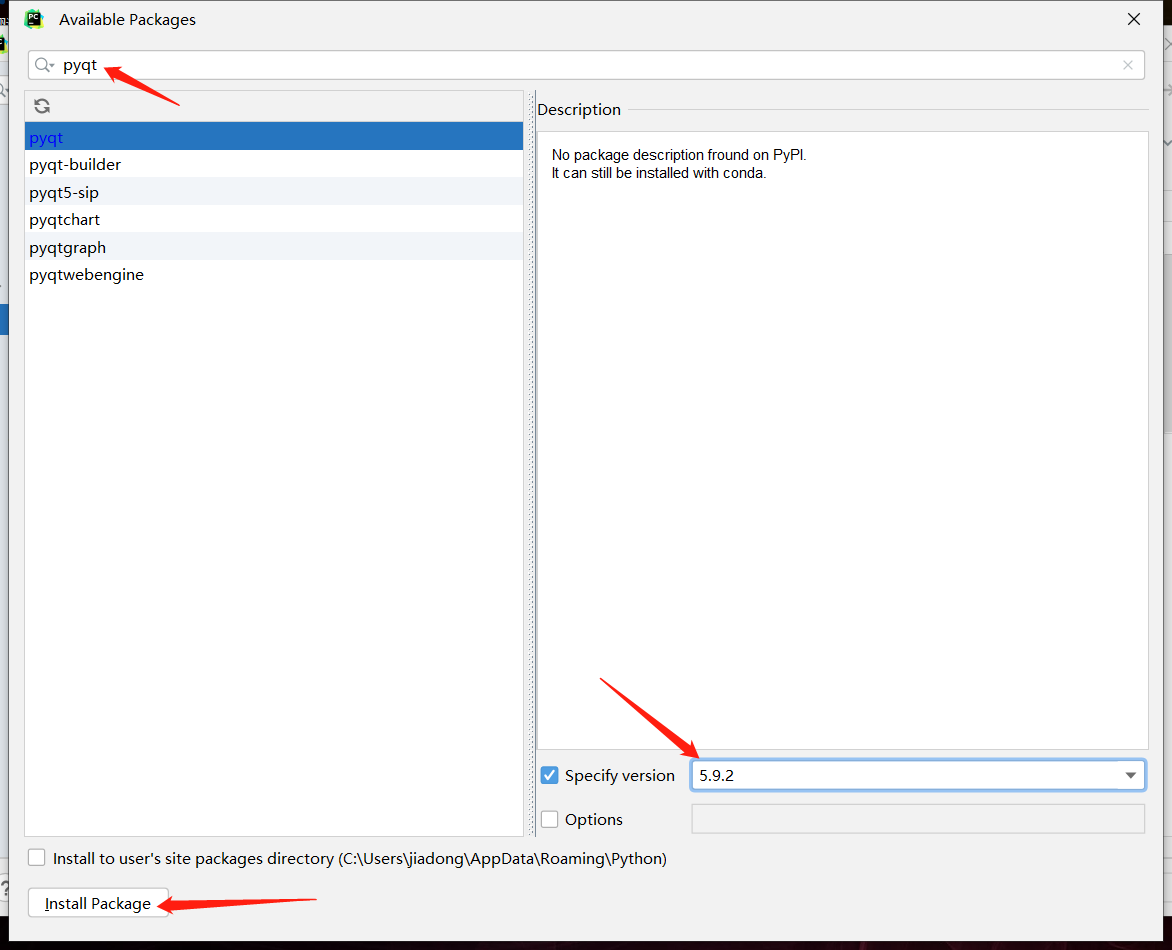 PC
Available Packages
pyqt
pyqt
pyqt-builder
pyqt5-sip
pyqtchart
pyqtgraph
pyqtwebengine
Description
No package description fround on PyPI.
It can still be installed with conda.
Specify version
5.9.2
Options
Install to user's site packages directory (C:\Users\jiadong\AppData\Roaming\Python)
?
Install Package